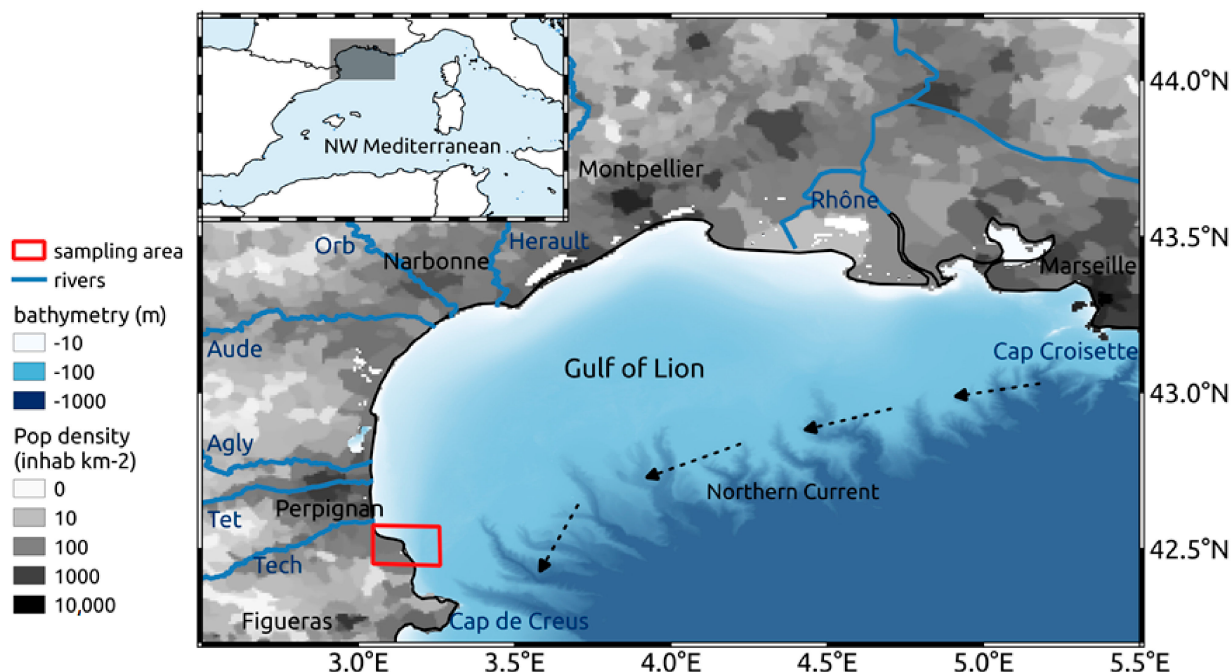 NW Mediterranean
44.0°N
Montpellier
Rhône
43.5°N
Orb
Herault
Narbonne
Marseille
sampling area
rivers
bathymetry (m)
-10
-100
-1000
Pop density
(inhab km-2)
0
10
100
1000
10,000
Aude
Gulf of Lion
Cap Croisette
43.0°N
Agly
Northern Current
Perpignan
Tet
42.5°N
Tech
Figueras
Cap de Creus
3.0°E
3.5°E
4.0°E
4.5°E
5.0°E
5.5°E